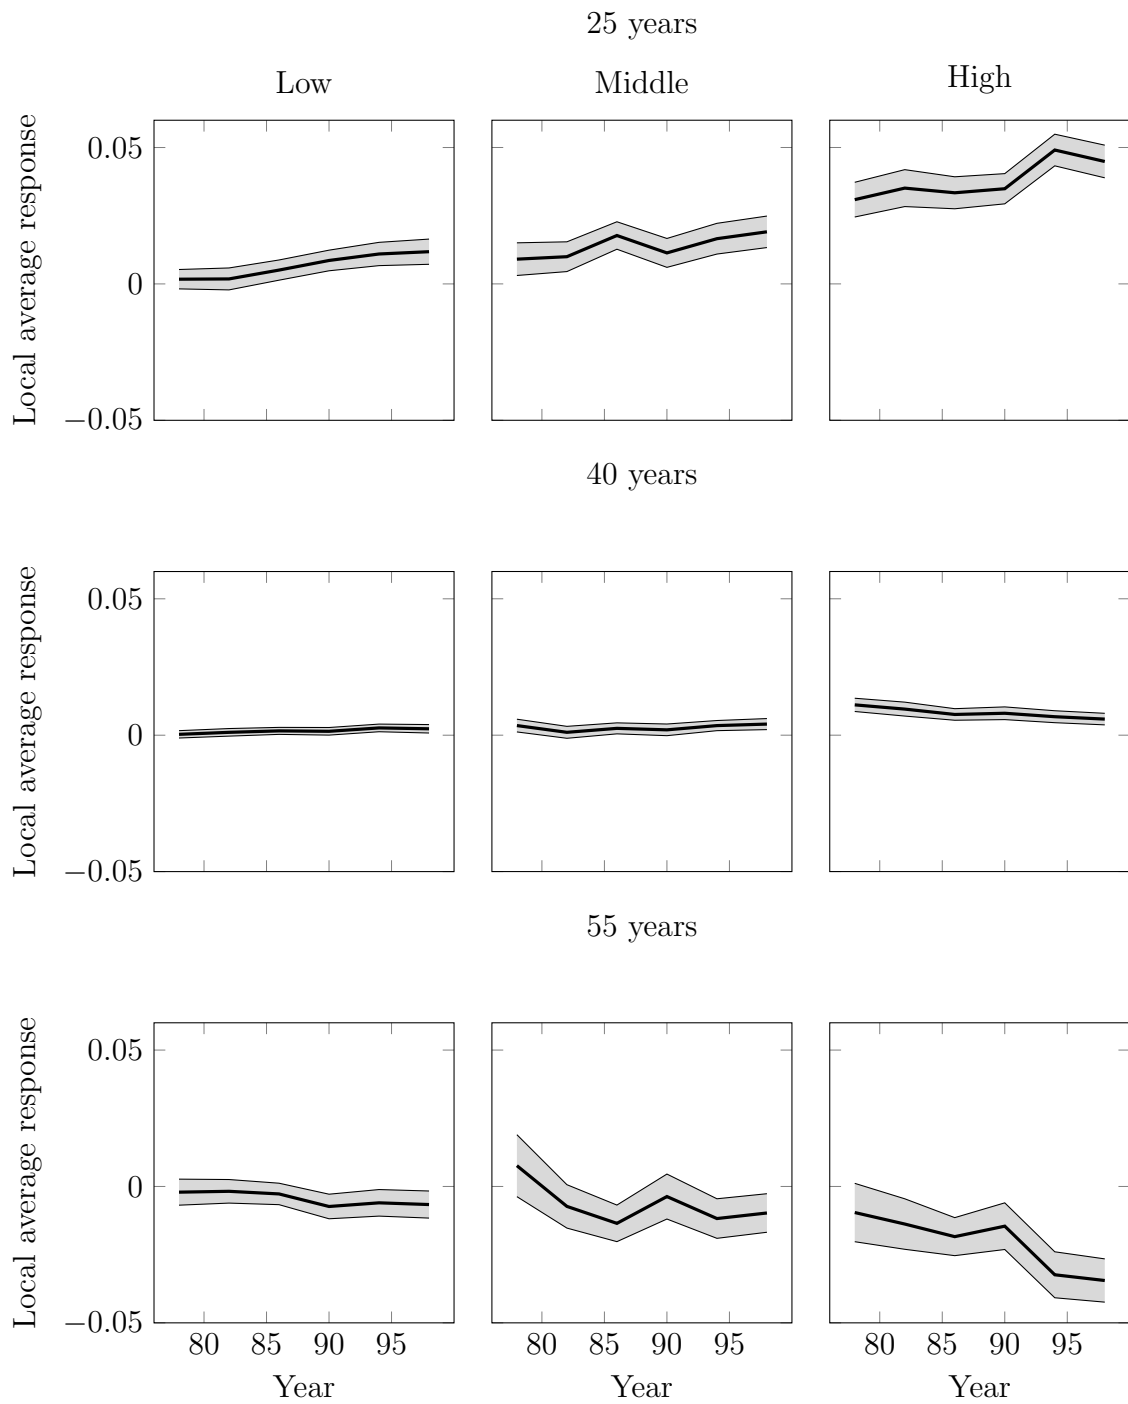 25 years
Low Middle High
Local average response
0.05
0
−0.05
40 years
Local average response
0.05
0
−0.05
55 years
Local average response
0.05
0
−0.05
80 85 90 95 80 85 90 95 80 85 90 95
Year Year Year